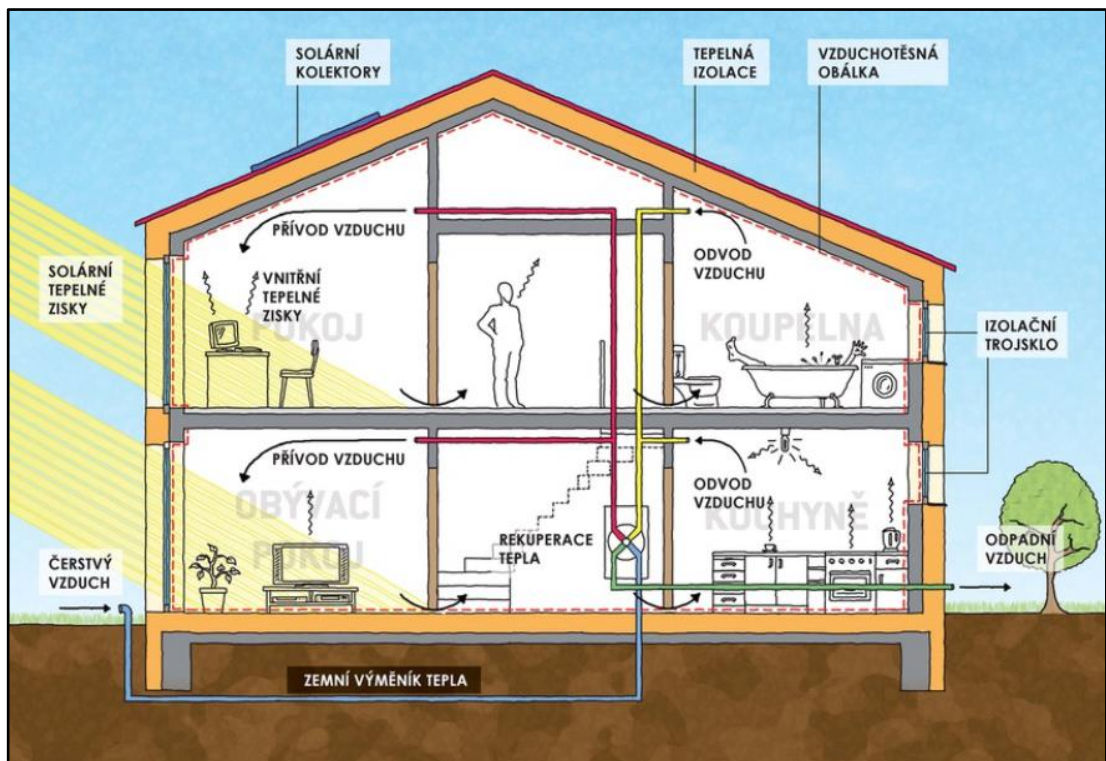 SOLÁRNÍ
KOLEKTORY
TEPELNÁ
IZOLACE
VZDUCHOTĚSNÁ
OBÁLKA
PŘÍVOD VZDUCHU
ODVOD
VZDUCHU
SOLÁRNÍ
TEPELNÉ
ZISKY
VNITŘNÍ
TEPELNÉ
ZISKY
POKOJ
KOUPELNA
IZOLAČNÍ
TROJSKLO
PŘÍVOD VZDUCHU
ODVOD
VZDUCHU
OBÝVACÍ
POKOJ
KUCHYNĚ
REKUPERACE
TEPLA
ČERSTVÝ
VZDUCH
ODPADNÍ
VZDUCH
ZEMNÍ VÝMĚNÍK TEPLA